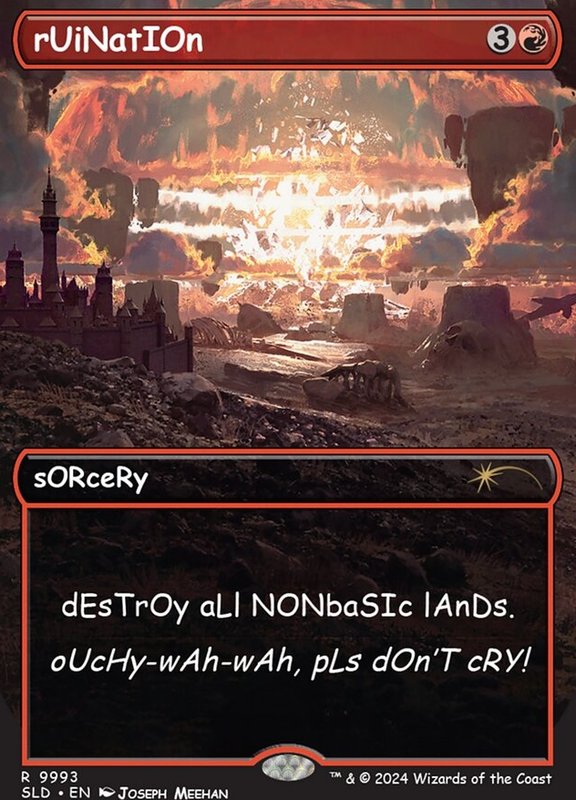 rUiNatIOn
3
sORceRy
dEsTrOy aLl NONbaSIc lAnDs.
oUcHy-wAh-wAh, pLs dOn'T cRY!
R 9993
SLD • EN Joseph Meehan
™ & © 2024 Wizards of the Coast